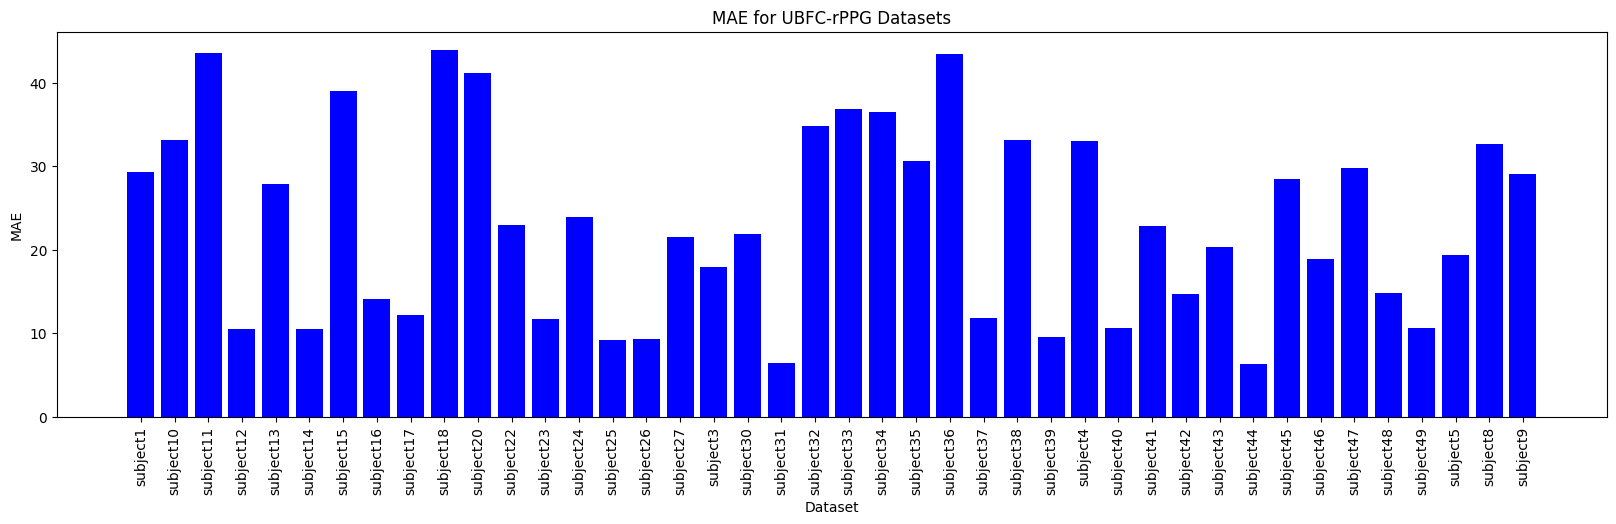 MAE for UBFC-rPPG Datasets
MAE
40
30
20
10
0
subject1
subject10
subject11
subject12
subject13
subject14
subject15
subject16
subject17
subject18
subject20
subject22
subject23
subject24
subject25
subject26
subject27
subject3
subject30
subject31
subject32
subject33
subject34
subject35
subject36
subject37
subject38
subject39
subject4
subject40
subject41
subject42
subject43
subject44
subject45
subject46
subject47
subject48
subject49
subject5
subject8
subject9
Dataset